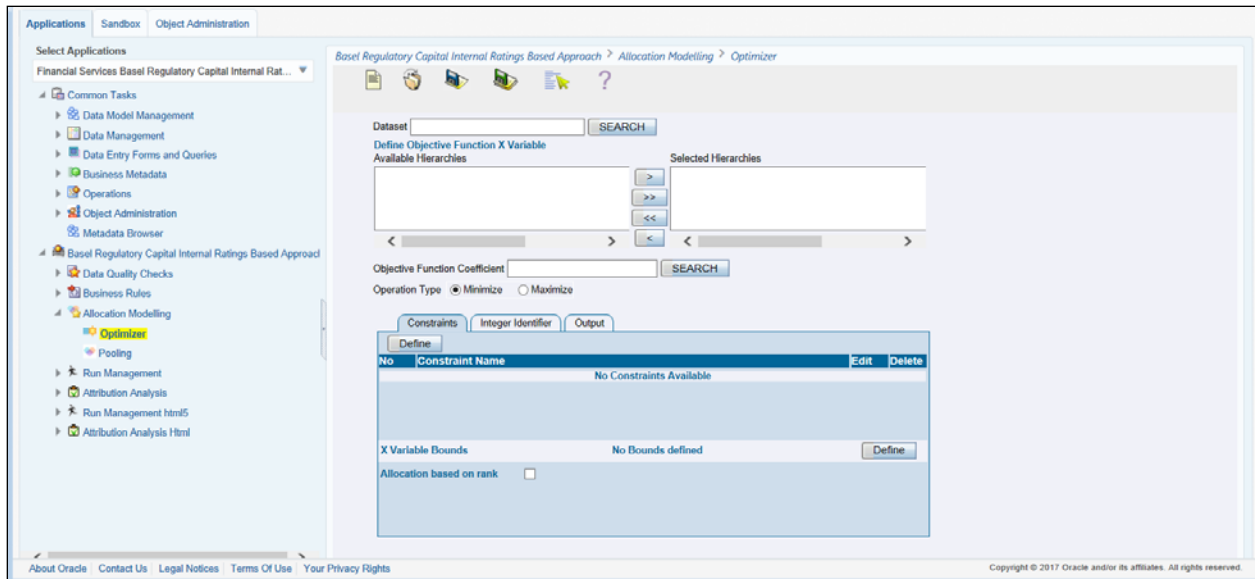 Applications Sandbox Object Administration
Select Applications
Financial Services Basel Regulatory Capital Internal Rat...
Common Tasks
Data Model Management
Data Management
Data Entry Forms and Queries
Business Metadata
Operations
Object Administration
Metadata Browser
Basel Regulatory Capital Internal Ratings Based Approacl
Data Quality Checks
Business Rules
Allocation Modelling
Optimizer
Pooling
Run Management
Attribution Analysis
Run Management html5
Attribution Analysis Html
Basel Regulatory Capital Internal Ratings Based Approach > Allocation Modelling > Optimizer
?
Dataset SEARCH
Define Objective Function X Variable
Available Hierarchies Selected Hierarchies
>
>>
<<
<
Objective Function Coefficient SEARCH
Operation Type Minimize Maximize
Constraints Integer Identifier Output
Define
No Constraint Name Edit Delete
No Constraints Available
X Variable Bounds No Bounds defined Define
Allocation based on rank
About Oracle Contact Us Legal Notices Terms Of Use Your Privacy Rights
Copyright © 2017 Oracle and/or its affiliates. All rights reserved.